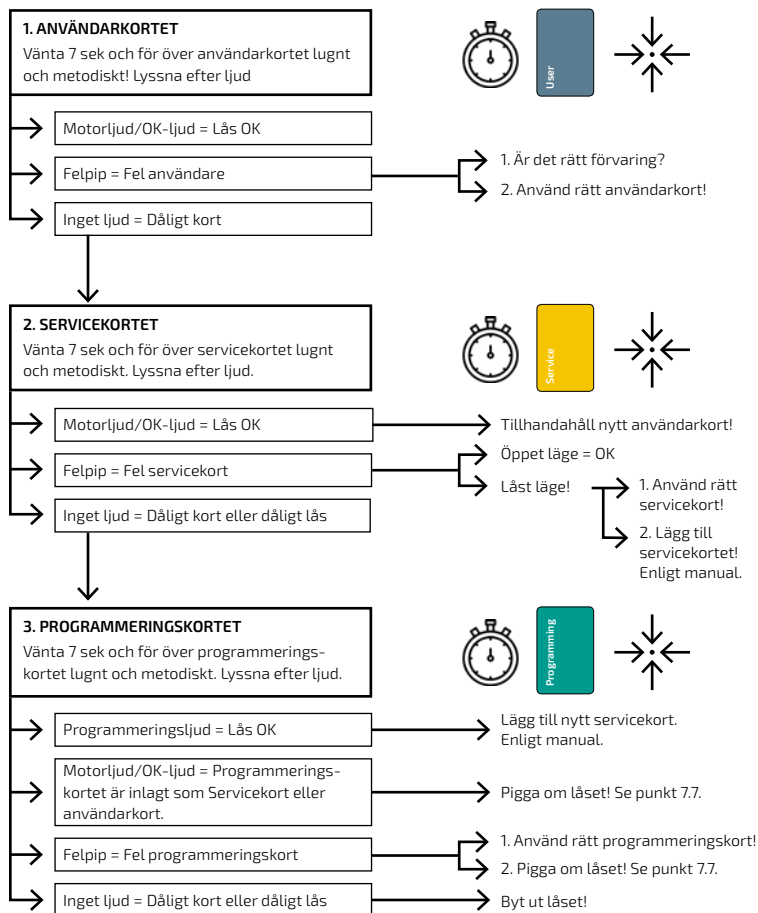 1. ANVÄNDARKORTET
Vänta 7 sek och för över användarkortet lugnt
och metodiskt! Lyssna efter ljud
User
Motorljud/OK-ljud = Lås OK
Felpip = Fel användare
1. Är det rätt förvaring?
2. Använd rätt användarkort!
Inget ljud = Dåligt kort
2. SERVICEKORTET
Vänta 7 sek och för över servicekortet lugnt
och metodiskt. Lyssna efter ljud.
Service
Motorljud/OK-ljud = Lås OK
Tillhandahåll nytt användarkort!
Felpip = Fel servicekort
Öppet läge = OK
Låst läge!
1. Använd rätt
servicekort!
2. Lägg till
servicekortet!
Enligt manual.
Inget ljud = Dåligt kort eller dåligt lås
3. PROGRAMMERINGSKORTET
Vänta 7 sek och för över programmerings-
kortet lugnt och metodiskt. Lyssna efter ljud.
Programming
Programmeringsljud = Lås OK
Lägg till nytt servicekort.
Enligt manual.
Motorljud/OK-ljud = Programmerings-
kortet är inlagt som Servicekort eller
användarkort.
Pigga om låset! Se punkt 7.7.
Felpip = Fel programmeringskort
1. Använd rätt programmeringskort!
2. Pigga om låset! Se punkt 7.7.
Inget ljud = Dåligt kort eller dåligt lås
Byt ut låset!